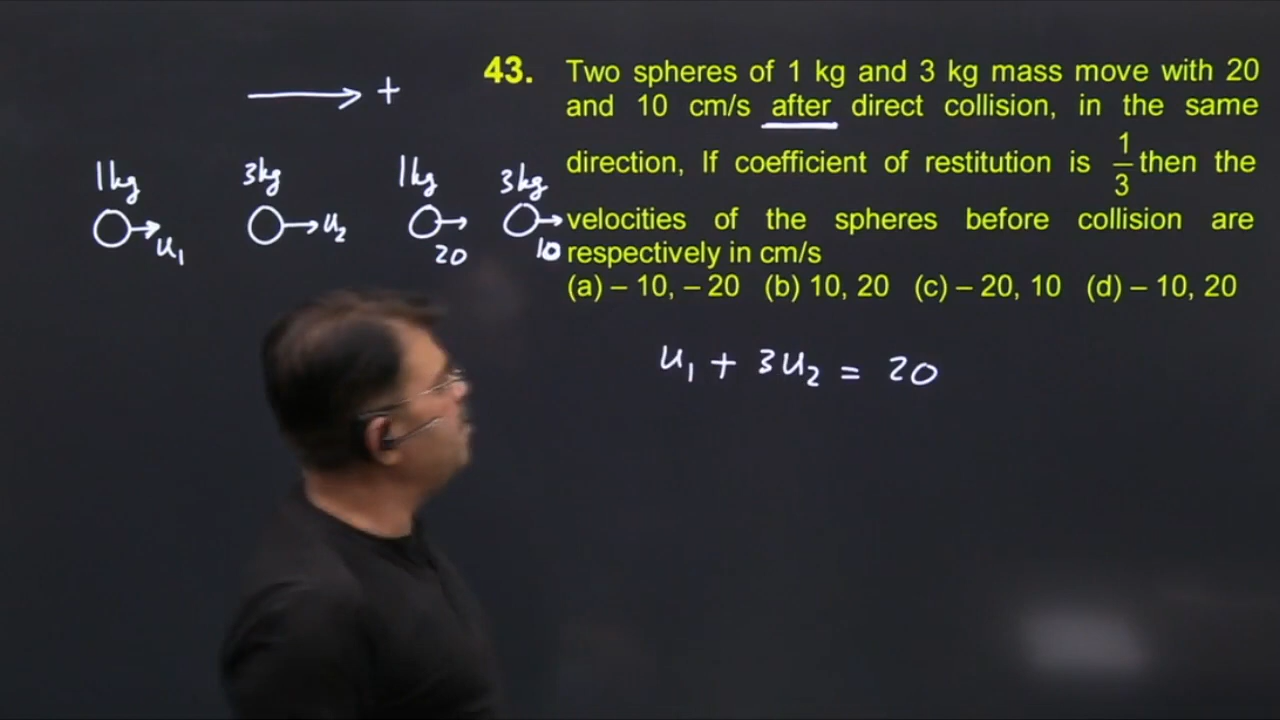 43. Two spheres of 1 kg and 3 kg mass move with 20
and 10 cm/s after direct collision, in the same
direction, If coefficient of restitution is 1/3 then the
velocities of the spheres before collision are
respectively in cm/s
(a) – 10, – 20 (b) 10, 20 (c) – 20, 10 (d) – 10, 20
+
1kg 3kg 1kg 3kg
u₁ u₂ 20 10
u₁ + 3u₂ = 20